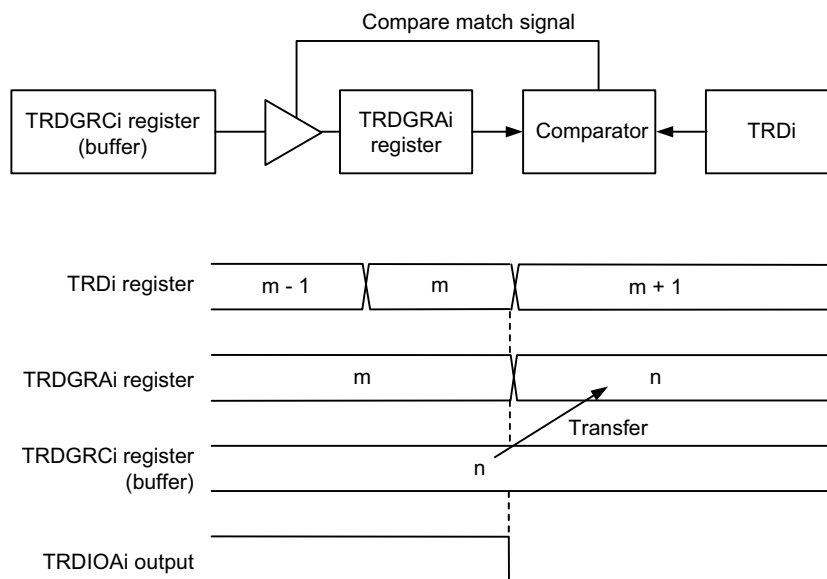 Compare match signal
TRDGRCi register
(buffer)
TRDGRAi
register
Comparator
TRDi
TRDi register
m - 1
m
m + 1
TRDGRAi register
m
n
Transfer
TRDGRCi register
(buffer)
n
TRDIOAi output